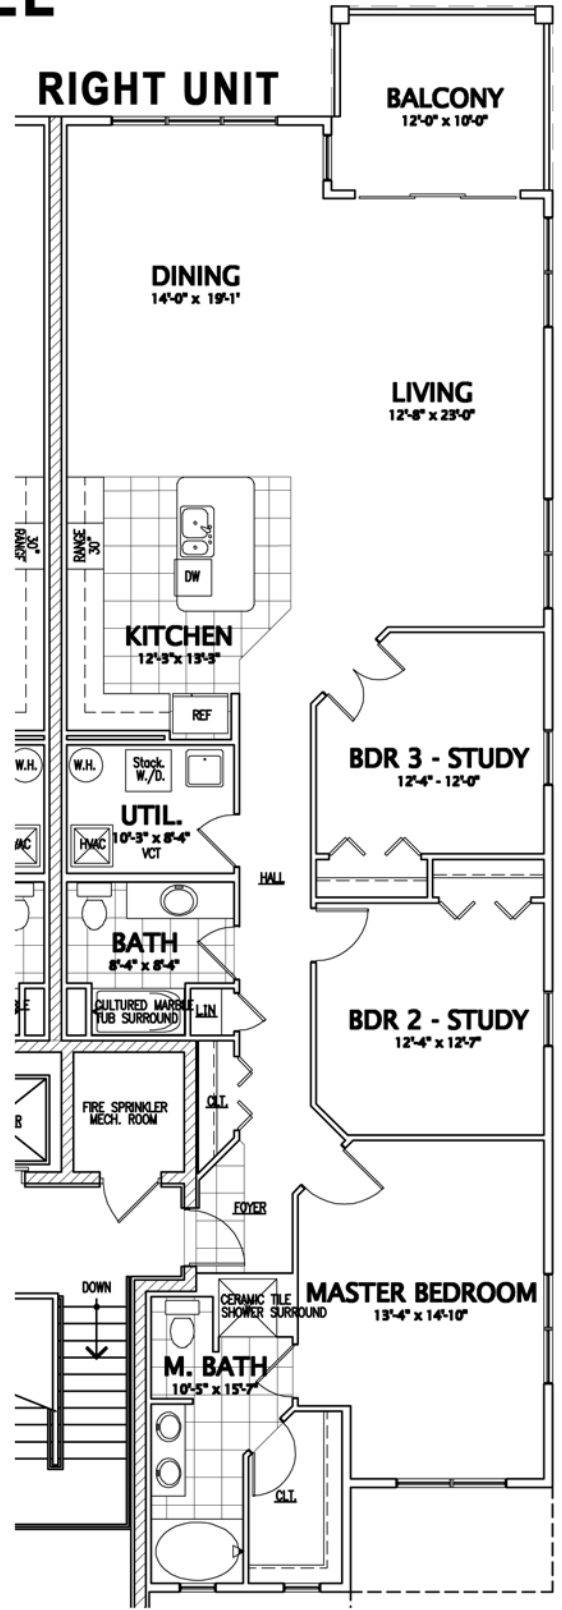 RIGHT UNIT
BALCONY
12'-0" x 10'-0"
DINING
14'-0" x 19'-1'
LIVING
12'-8" x 23'-0"
RANGE
30"
RANGE
30"
DW
KITCHEN
12'-3"x 13'-3"
REF
W.H.
W.H.
Stack.
W./D.
BDR 3 - STUDY
12'-4" - 12'-0"
UTIL.
10'-3" x 8'-4"
VCT
HVAC
HALL
BATH
8'-4" x 8'-4"
CULTURED MARBLE
TUB SURROUND
LIN
BDR 2 - STUDY
12'-4" x 12'-7"
CLT.
FIRE SPRINKLER
MECH. ROOM
FOYER
DOWN
CERAMIC TILE
SHOWER SURROUND
MASTER BEDROOM
13'-4" x 14'-10"
M. BATH
10'-5" x 15'-7"
CLT.